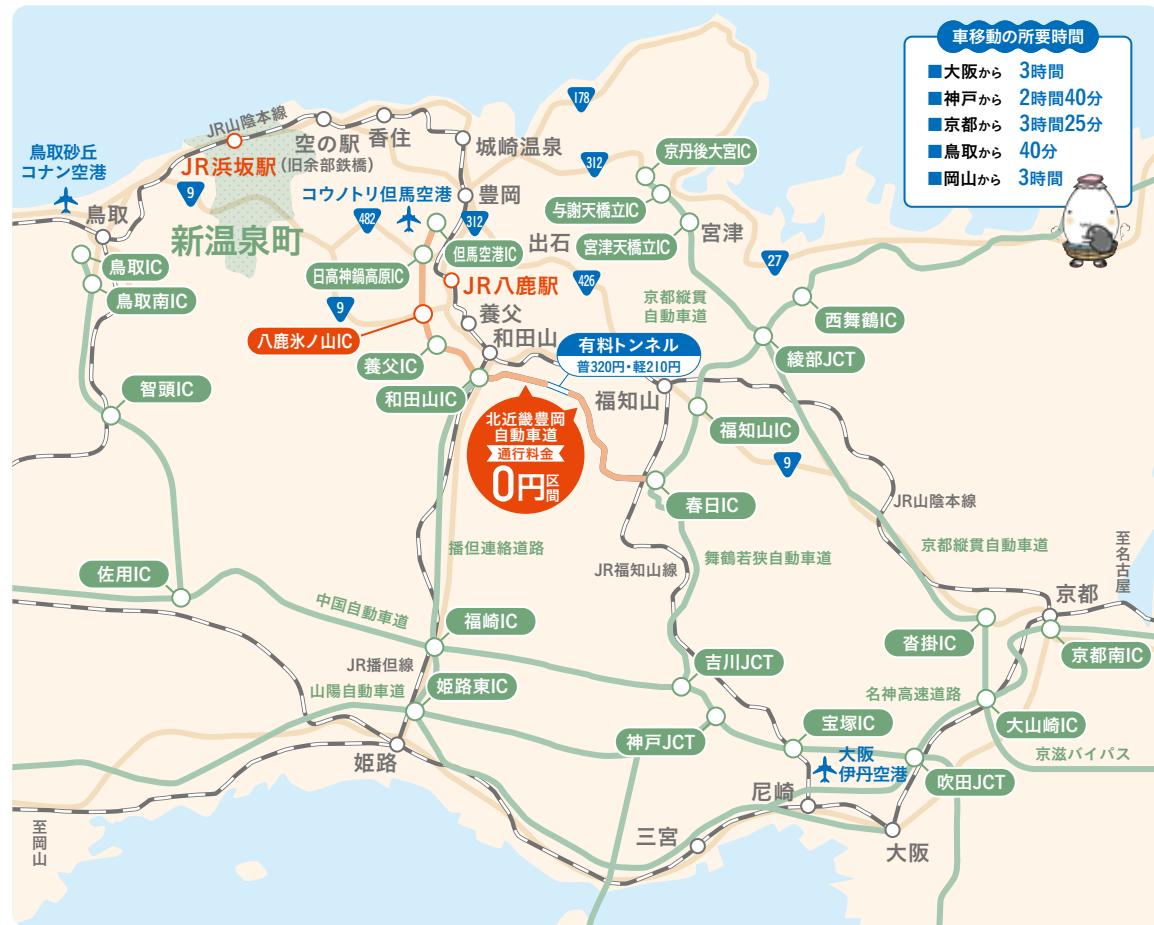 車移動の所要時間
■大阪から 3時間
■神戸から 2時間40分
■京都から 3時間25分
■鳥取から 40分
■岡山から 3時間
178
JR山陰本線
空の駅
(旧余部鉄橋)
香住
城崎温泉
JR浜坂駅
鳥取砂丘
コナン空港
9
コウノトリ但馬空港
豊岡
312
京丹後大宮IC
482
312
与謝天橋立IC
鳥取
新温泉町
出石
宮津天橋立IC
宮津
但馬空港IC
27
鳥取IC
日高神鍋高原IC
JR八鹿駅
426
鳥取南IC
9
京都縦貫
自動車道
西舞鶴IC
養父
八鹿氷ノ山IC
和田山
有料トンネル
普320円・軽210円
綾部JCT
養父IC
智頭IC
和田山IC
福知山
北近畿豊岡
自動車道
通行料金
0円区間
福知山IC
9
春日IC
JR山陰本線
播但連絡道路
舞鶴若狭自動車道
京都縦貫自動車道
至名古屋
JR福知山線
佐用IC
中国自動車道
京都
福崎IC
沓掛IC
京都南IC
JR播但線
吉川JCT
山陽自動車道
姫路東IC
名神高速道路
大山崎IC
神戸JCT
宝塚IC
京滋バイパス
姫路
大阪
伊丹空港
吹田JCT
尼崎
至岡山
三宮
大阪